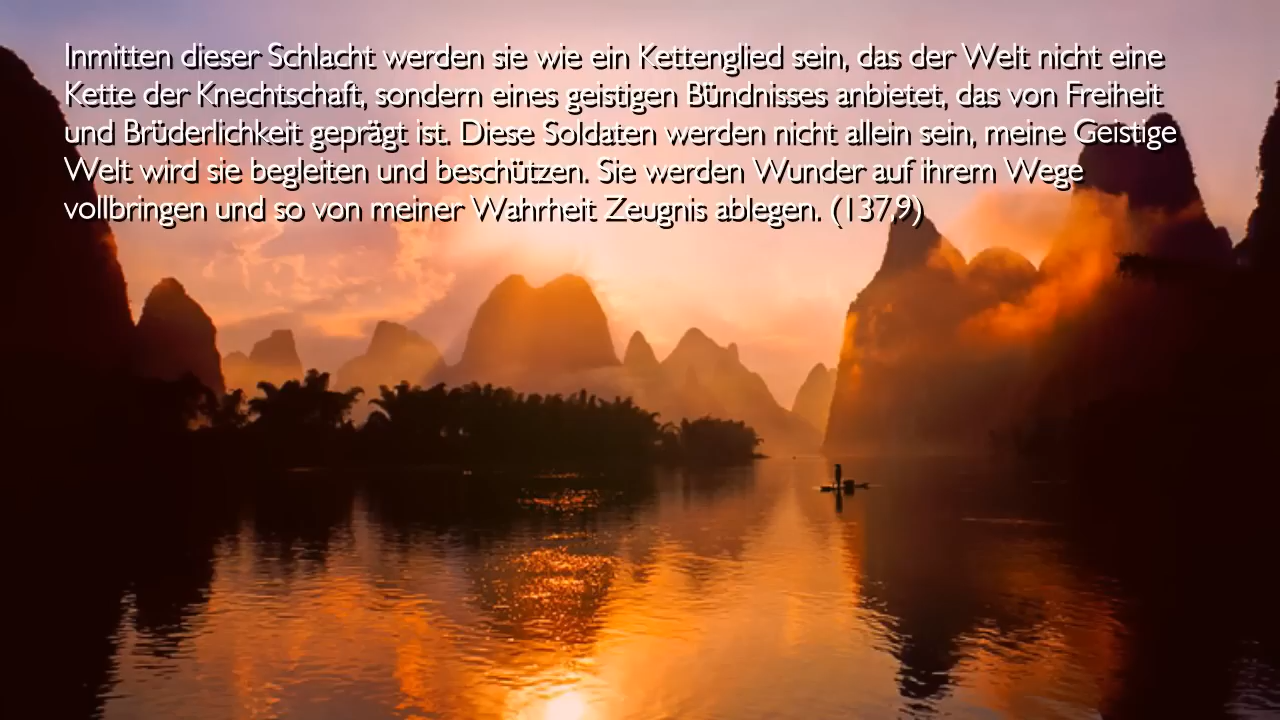 Inmitten dieser Schlacht werden sie wie ein Kettenglied sein, das der Welt nicht eine
Kette der Knechtschaft, sondern eines geistigen Bündnisses anbietet, das von Freiheit
und Brüderlichkeit geprägt ist. Diese Soldaten werden nicht allein sein, meine Geistige
Welt wird sie begleiten und beschützen. Sie werden Wunder auf ihrem Wege
vollbringen und so von meiner Wahrheit Zeugnis ablegen. (137,9)